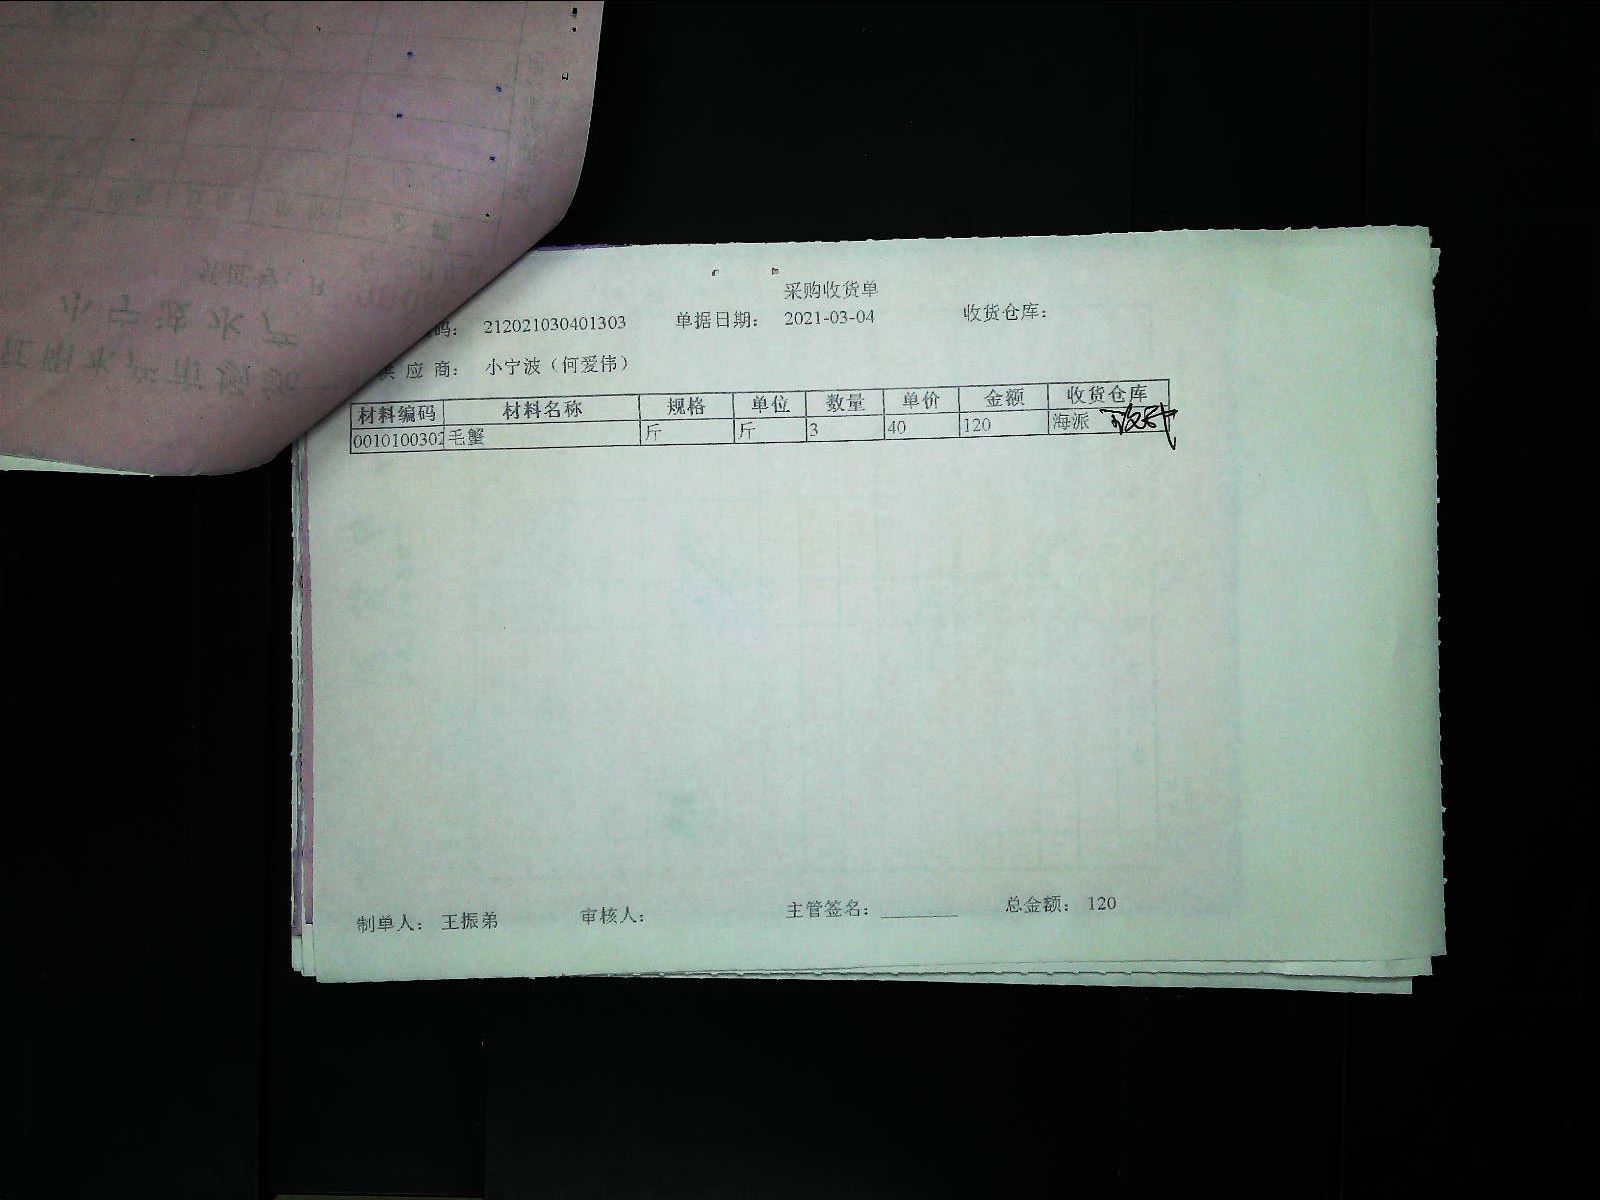 采购收货单
码： 212021030401303 单据日期： 2021-03-04 收货仓库：
供 应 商： 小宁波（何爱伟）
材料编码 材料名称 规格 单位 数量 单价 金额 收货仓库
0010100302 毛蟹 斤 斤 3 40 120 海派
制单人： 王振弟 审核人： 主管签名： ________ 总金额： 120